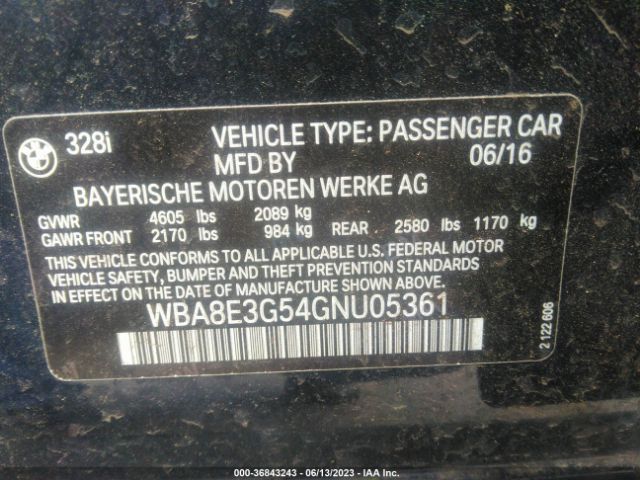 BMW
328i VEHICLE TYPE: PASSENGER CAR
MFD BY 06/16
BAYERISCHE MOTOREN WERKE AG
GVWR 4605 lbs 2089 kg
GAWR FRONT 2170 lbs 984 kg REAR 2580 lbs 1170 kg
THIS VEHICLE CONFORMS TO ALL APPLICABLE U.S. FEDERAL MOTOR
VEHICLE SAFETY, BUMPER AND THEFT PREVENTION STANDARDS
IN EFFECT ON THE DATE OF MANUFACTURE SHOWN ABOVE.
WBA8E3G54GNU05361
2 122 606
000-36843243 - 06/13/2023 - IAA Inc.